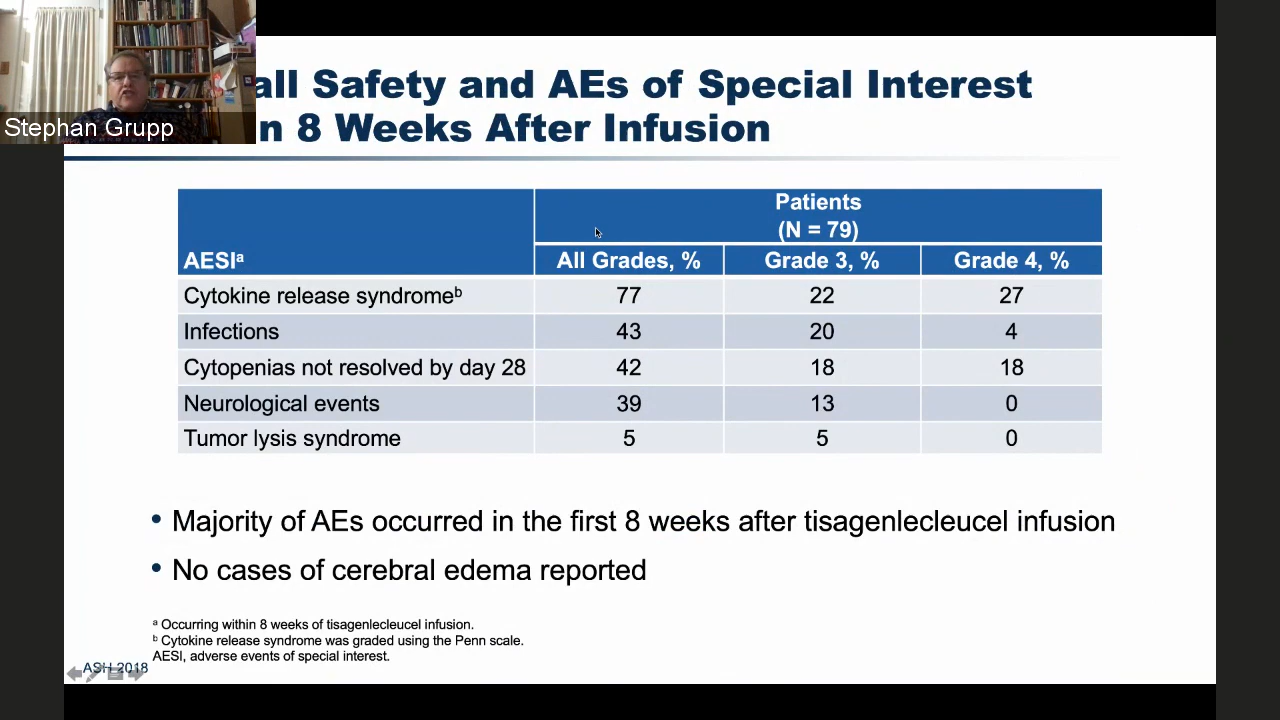 Stephan Grupp
all Safety and AEs of Special Interest
n 8 Weeks After Infusion
Patients
(N = 79)
AESIᵃ All Grades, % Grade 3, % Grade 4, %
Cytokine release syndromeᵇ 77 22 27
Infections 43 20 4
Cytopenias not resolved by day 28 42 18 18
Neurological events 39 13 0
Tumor lysis syndrome 5 5 0
• Majority of AEs occurred in the first 8 weeks after tisagenlecleucel infusion
• No cases of cerebral edema reported
ᵃ Occurring within 8 weeks of tisagenlecleucel infusion.
ᵇ Cytokine release syndrome was graded using the Penn scale.
AESI, adverse events of special interest.
ASH 2018